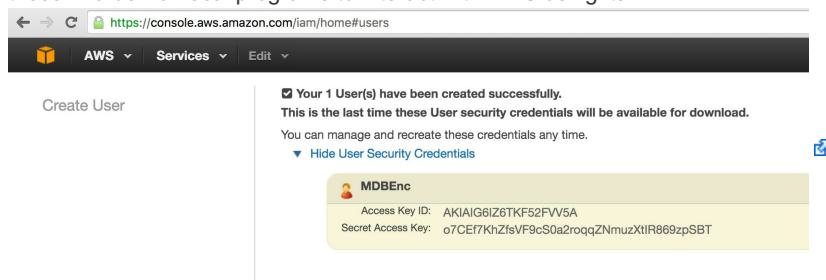 https://console.aws.amazon.com/iam/home#users
AWS Services Edit
Create User
Your 1 User(s) have been created successfully.
This is the last time these User security credentials will be available for download.
You can manage and recreate these credentials any time.
Hide User Security Credentials
MDBEnc
Access Key ID: AKIAIG6IZ6TKF52FVV5A
Secret Access Key: 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